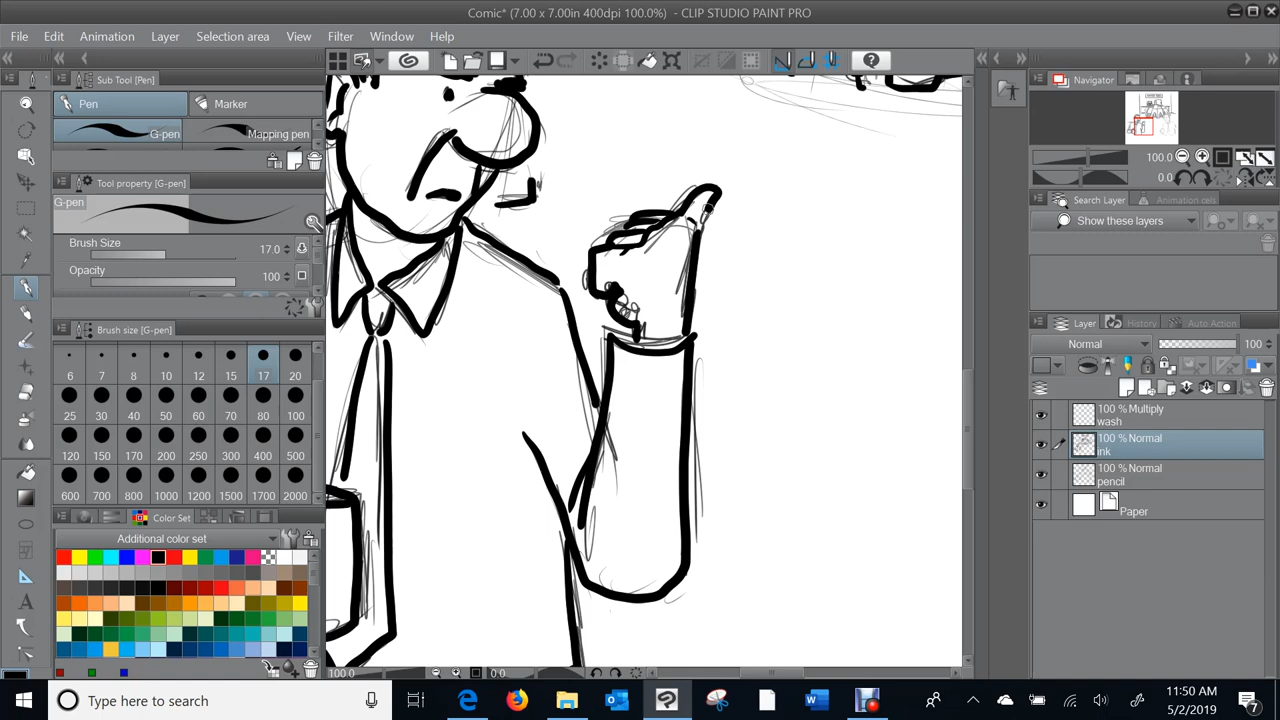 Comic* (7.00 x 7.00in 400dpi 100.0%) - CLIP STUDIO PAINT PRO
File Edit Animation Layer Selection area View Filter Window Help
Sub Tool [Pen]
Pen Marker
G-pen Mapping pen
Tool property [G-pen]
G-pen
Brush Size 17.0
Opacity 100
Brush size [G-pen]
6 7 8 10 12 15 17 20
25 30 40 50 60 70 80 100
120 150 170 200 250 300 400 500
600 700 800 1000 1200 1500 1700 2000
Color Set
Additional color set
100.0 0.0
Navigator
100.0
0.0
Search Layer Animation cels
Show these layers
Layer History Auto Action
Normal 100
100 % Multiply
wash
100 % Normal
ink
100 % Normal
pencil
Paper
Type here to search
11:50 AM
5/2/2019
7